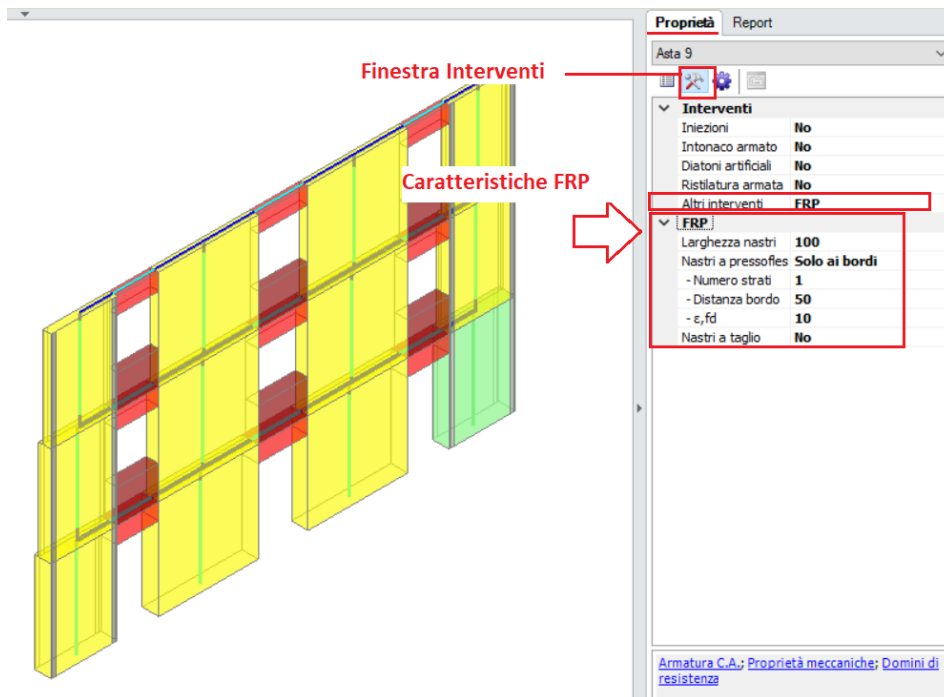 Proprietà Report
Asta 9
Finestra Interventi
Interventi
Iniezioni No
Intonaco armato No
Diatoni artificiali No
Ristilatura armata No
Altri interventi FRP
Caratteristiche FRP
FRP
Larghezza nastri 100
Nastri a pressofles Solo ai bordi
- Numero strati 1
- Distanza bordo 50
- ε,fd 10
Nastri a taglio No
Armatura C.A.; Proprietà meccaniche; Domini di
resistenza